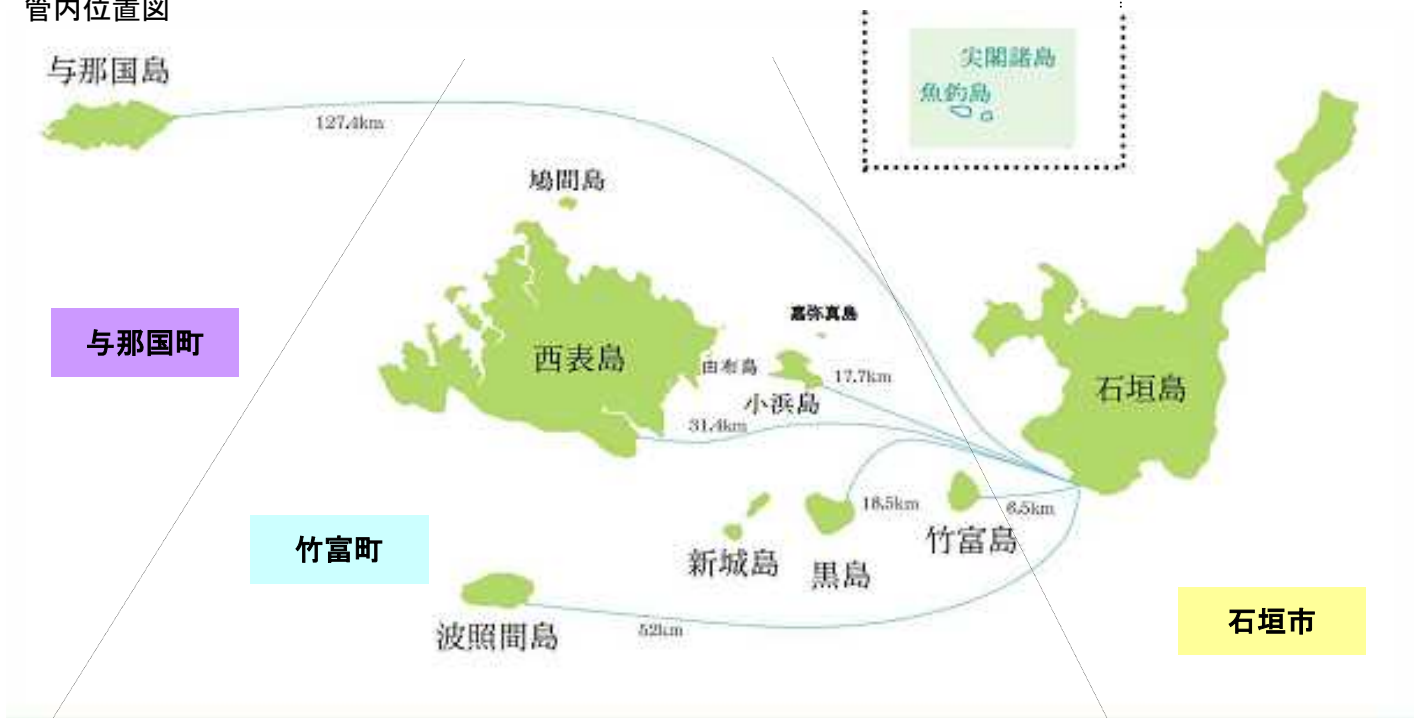 管内位置図
与那国島
127.4km
尖閣諸島
魚釣島
鳩間島
嘉弥真島
与那国町
西表島
由布島
17.7km
小浜島
石垣島
31.4km
18.5km
6.5km
竹富島
新城島
黒島
竹富町
波照間島
52km
石垣市